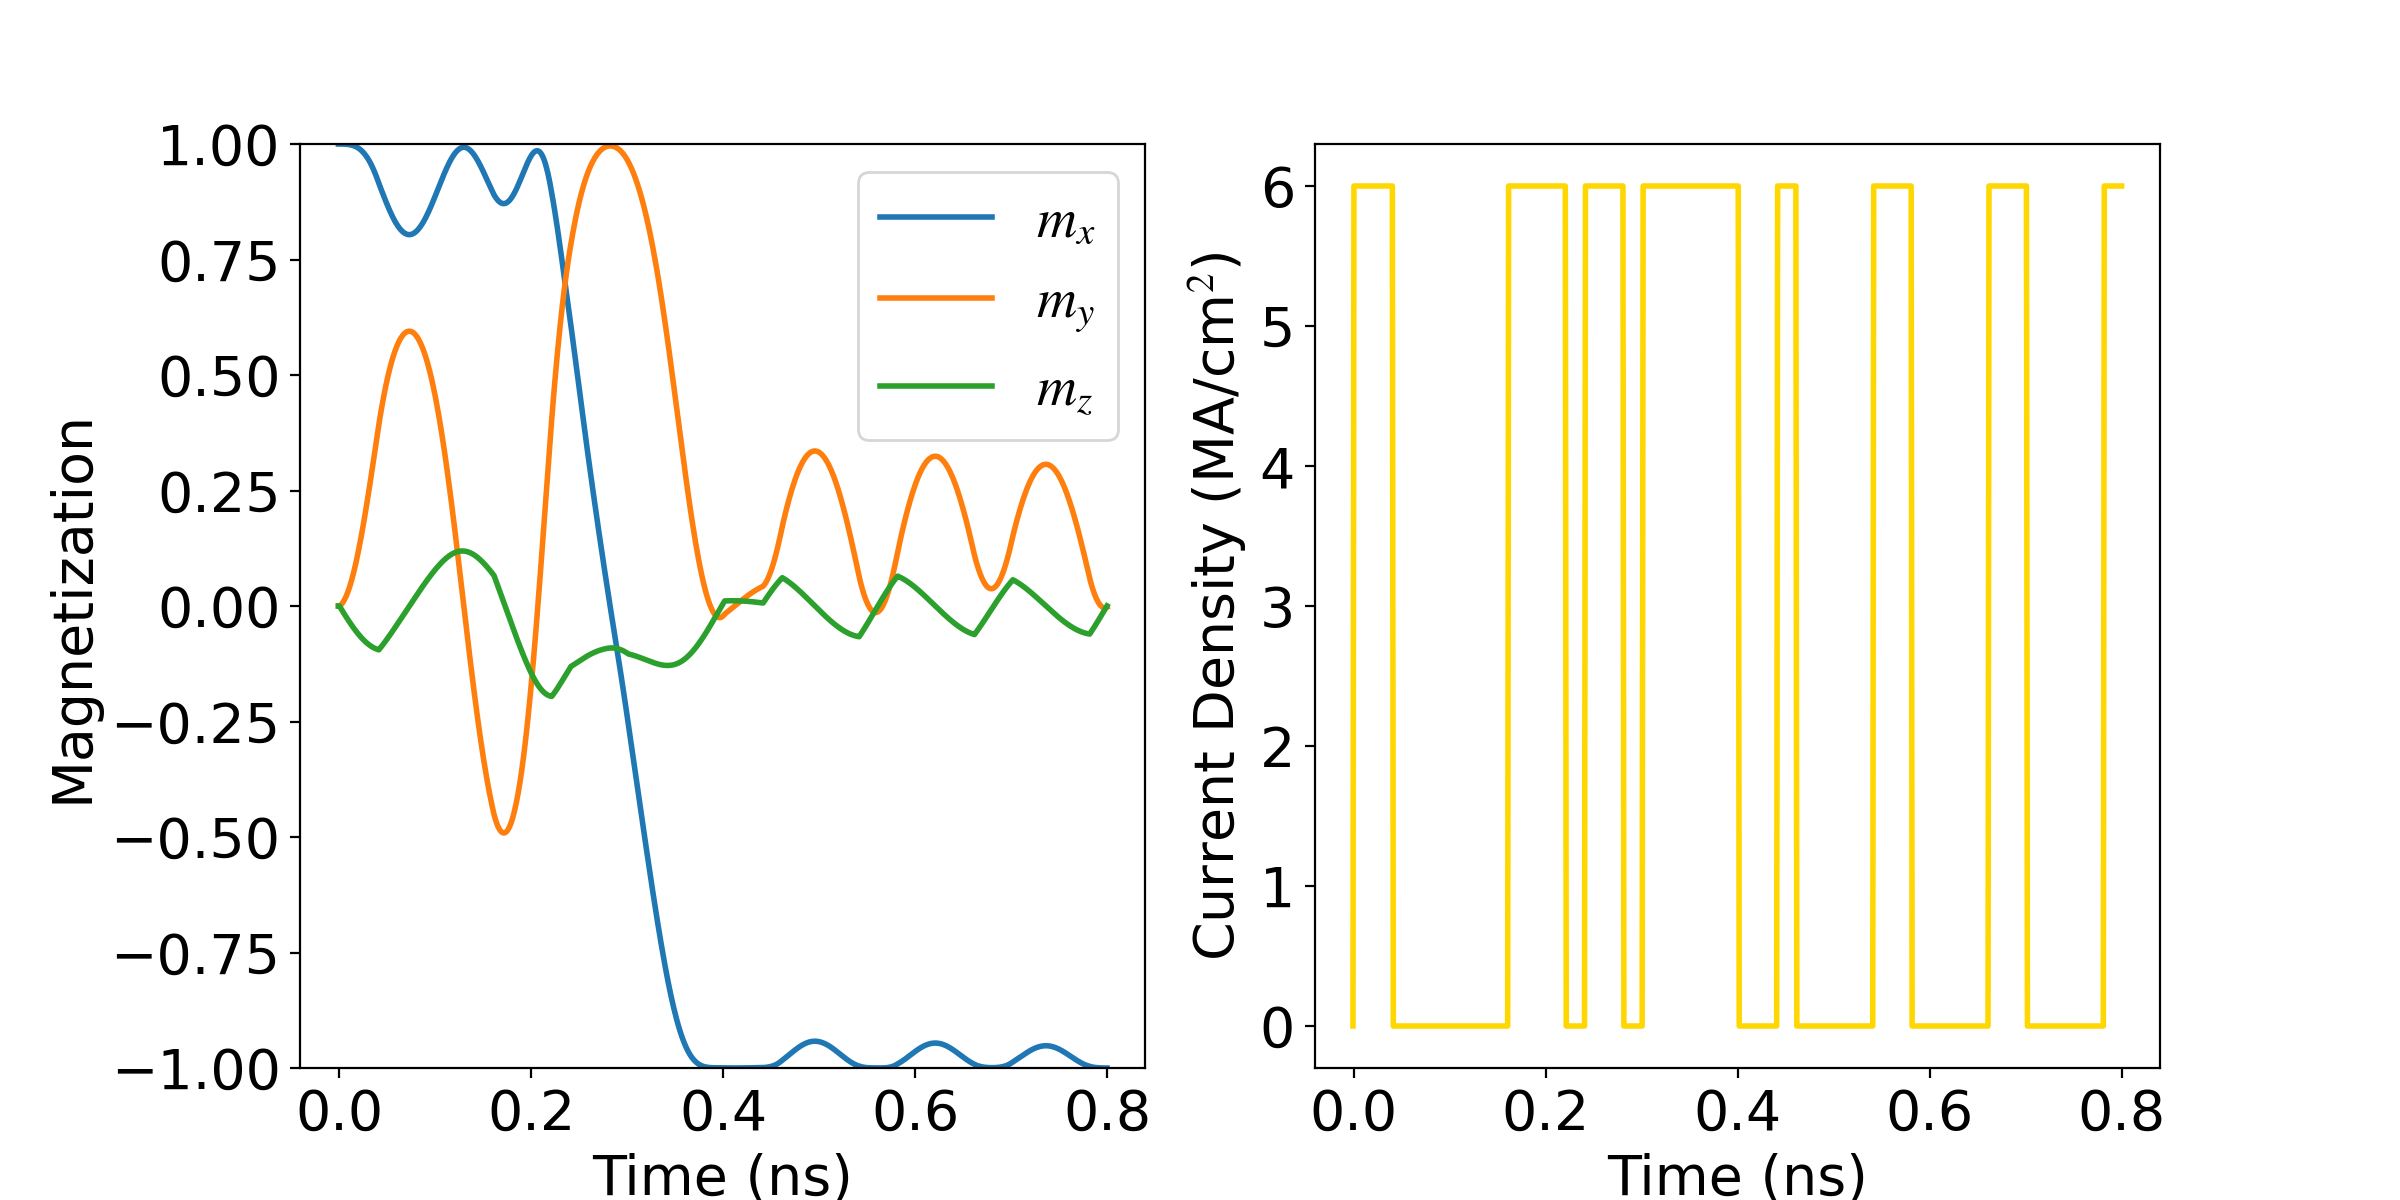 1.00
0.75
0.50
0.25
0.00
−0.25
−0.50
−0.75
−1.00
Magnetization
0.0 0.2 0.4 0.6 0.8
Time (ns)
m_x
m_y
m_z
6
5
4
3
2
1
0
Current Density (MA/cm²)
0.0 0.2 0.4 0.6 0.8
Time (ns)